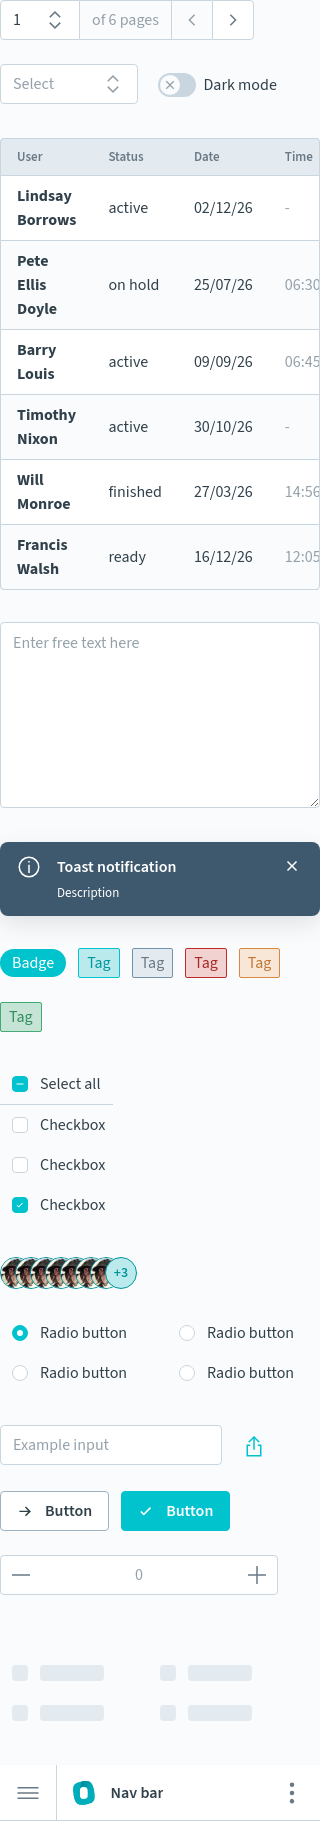 1 of 6 pages
Select Dark mode
User Status Date Time
Lindsay Borrows active 02/12/26 -
Pete Ellis Doyle on hold 25/07/26 06:30
Barry Louis active 09/09/26 06:45
Timothy Nixon active 30/10/26 -
Will Monroe finished 27/03/26 14:56
Francis Walsh ready 16/12/26 12:05
Enter free text here
Toast notification
Description
Badge Tag Tag Tag Tag
Tag
Select all
Checkbox
Checkbox
Checkbox
+3
Radio button Radio button
Radio button Radio button
Example input
Button Button
0
Nav bar